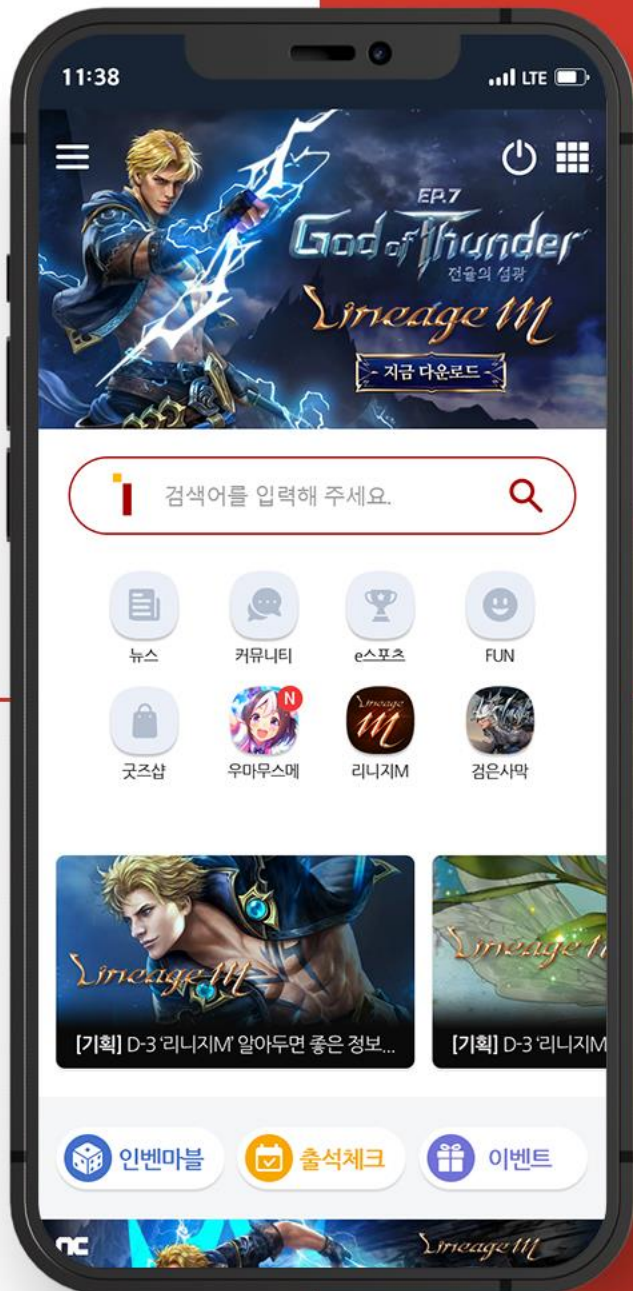 11:38
LTE
EP.7
God of Thunder
전율의 섬광
Lineage M
지금 다운로드
검색어를 입력해 주세요.
뉴스
커뮤니티
e스포츠
FUN
굿즈샵
N
우마무스메
Lineage
M
리니지M
검은사막
Lineage M
[기획] D-3 ‘리니지M’ 알아두면 좋은 정보...
Lineage M
[기획] D-3 ‘리니지M
인벤마블
출석체크
이벤트
nc
Lineage M